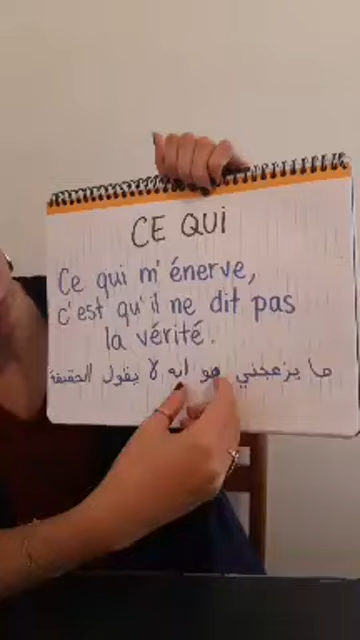 CE QUI
Ce qui m'énerve,
c'est qu'il ne dit pas
la vérité.
ما يزعجني هو انه لا يقول الحقيقة